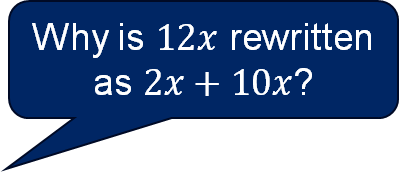 Why is 12x rewritten
as 2x + 10x?